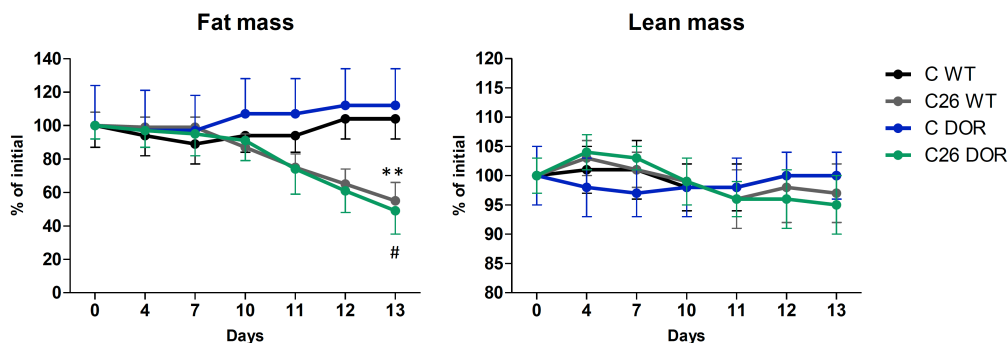 Fat mass
% of initial
140
120
100
80
60
40
20
0
**
#
0 4 7 10 11 12 13
Days
Lean mass
% of initial
120
115
110
105
100
95
90
85
80
0 4 7 10 11 12 13
Days
C WT
C26 WT
C DOR
C26 DOR